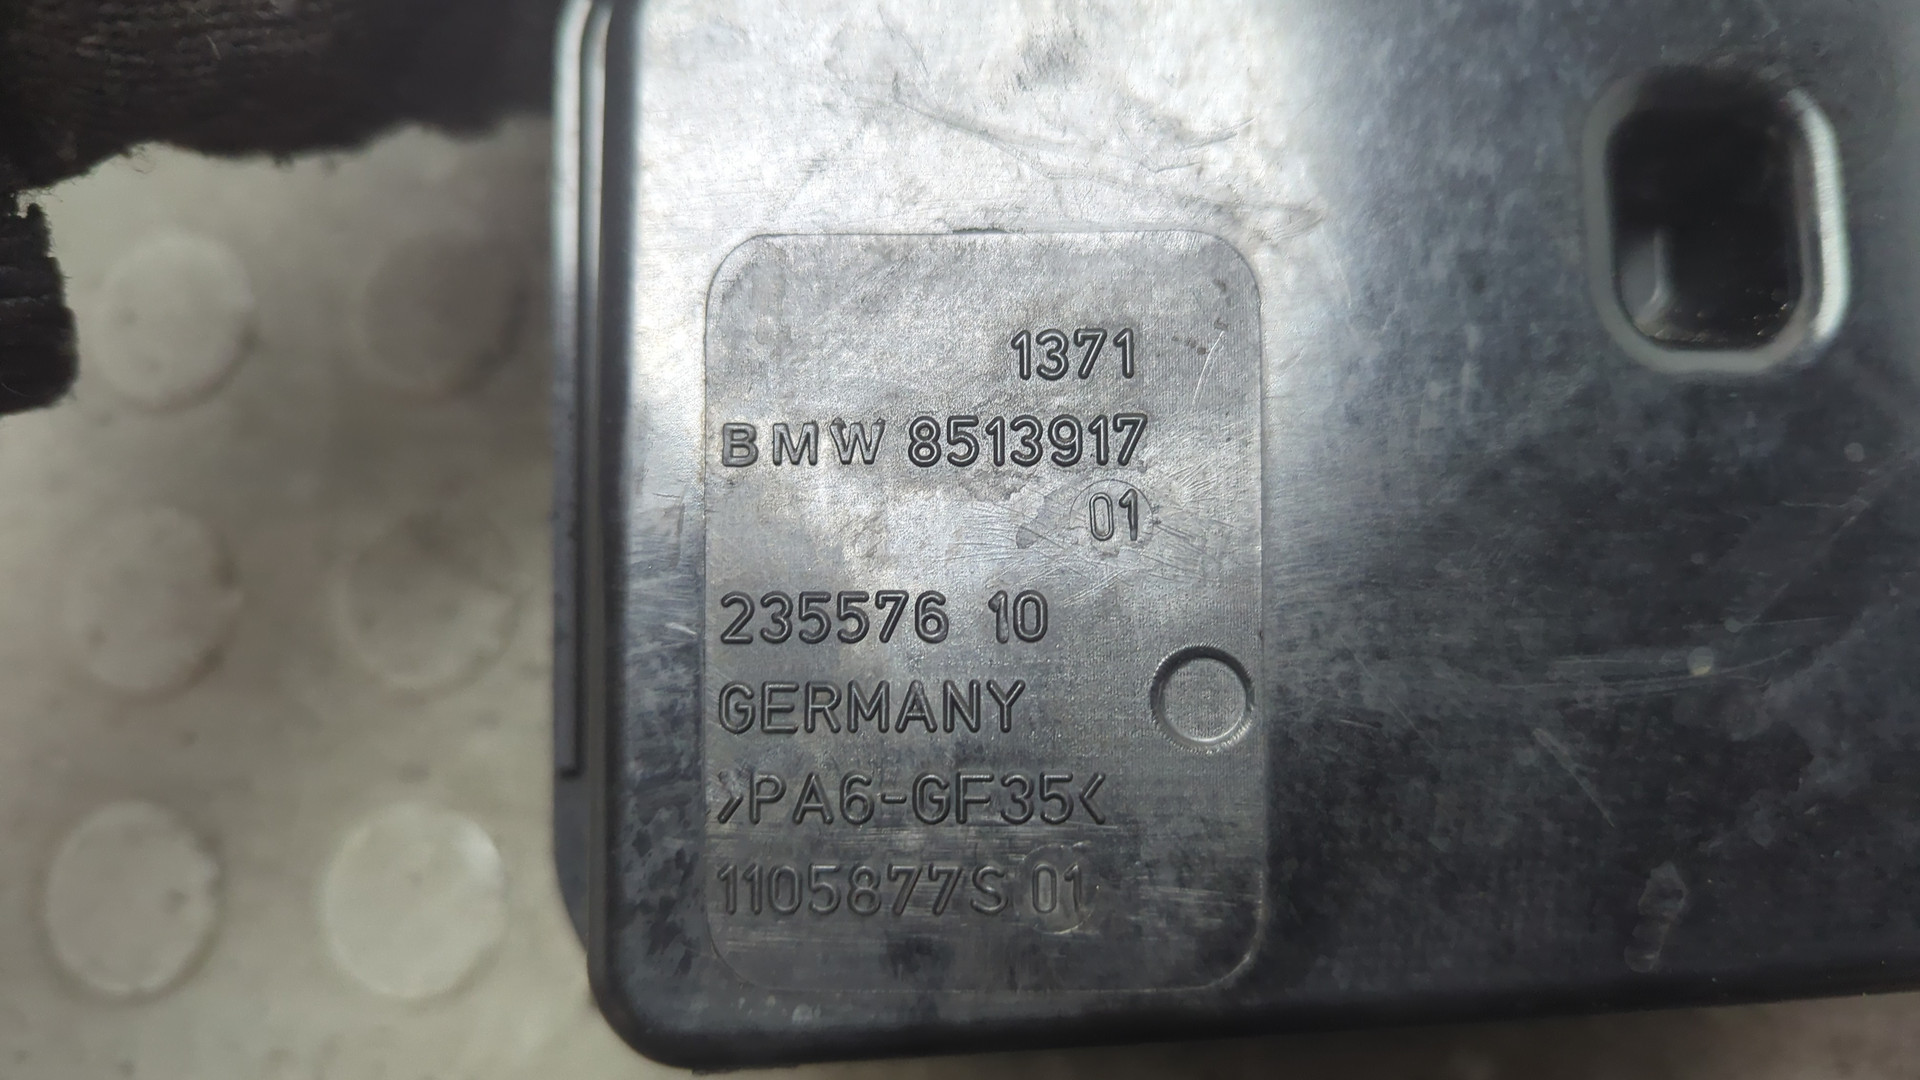 1371
BMW 8513917
01
235576 10
GERMANY
>PA6-GF35<
1105877S 01